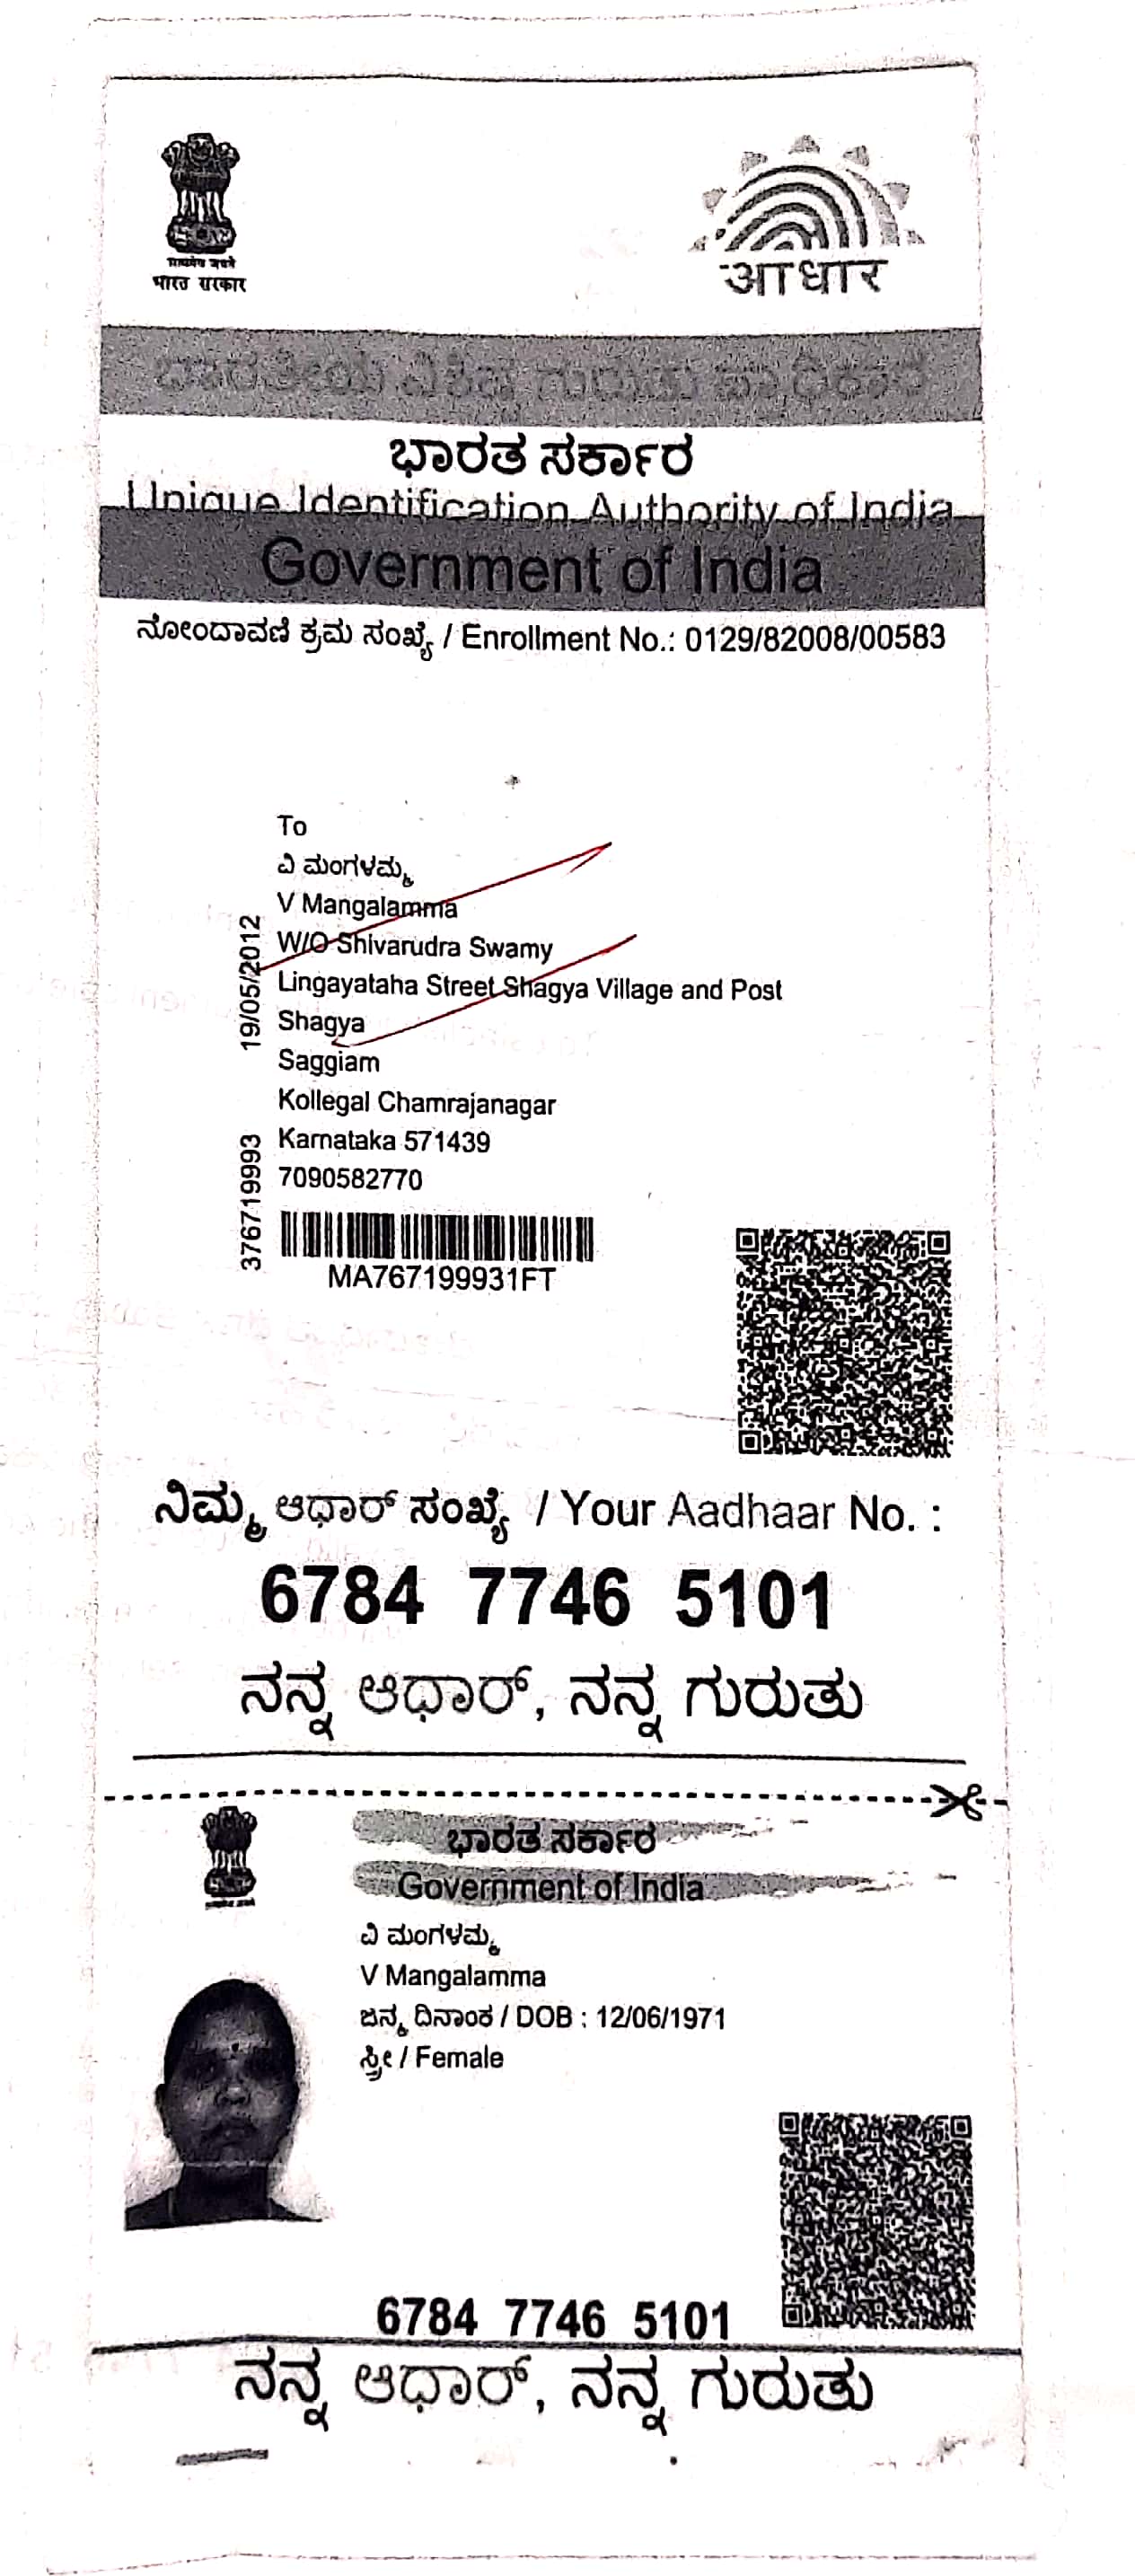 सत्यमेव जयते
भारत सरकार
आधार
ಭಾರತೀಯ ವಿಶಿಷ್ಟ ಗುರುತು ಪ್ರಾಧಿಕಾರ
ಭಾರತ ಸರ್ಕಾರ
Unique Identification Authority of India
Government of India
ನೋಂದಾವಣಿ ಕ್ರಮ ಸಂಖ್ಯೆ / Enrollment No.: 0129/82008/00583
To
ವಿ ಮಂಗಳಮ್ಮ
V Mangalamma
W/O Shivarudra Swamy
Lingayataha Street Shagya Village and Post
Shagya
Saggiam
Kollegal Chamrajanagar
Karnataka 571439
7090582770
19/05/2012
376719993
MA767199931FT
ನಿಮ್ಮ ಆಧಾರ್ ಸಂಖ್ಯೆ / Your Aadhaar No. :
6784 7746 5101
ನನ್ನ ಆಧಾರ್, ನನ್ನ ಗುರುತು
ಭಾರತ ಸರ್ಕಾರ
Government of India
ವಿ ಮಂಗಳಮ್ಮ
V Mangalamma
ಜನ್ಮ ದಿನಾಂಕ / DOB : 12/06/1971
ಸ್ತ್ರೀ / Female
6784 7746 5101
ನನ್ನ ಆಧಾರ್, ನನ್ನ ಗುರುತು